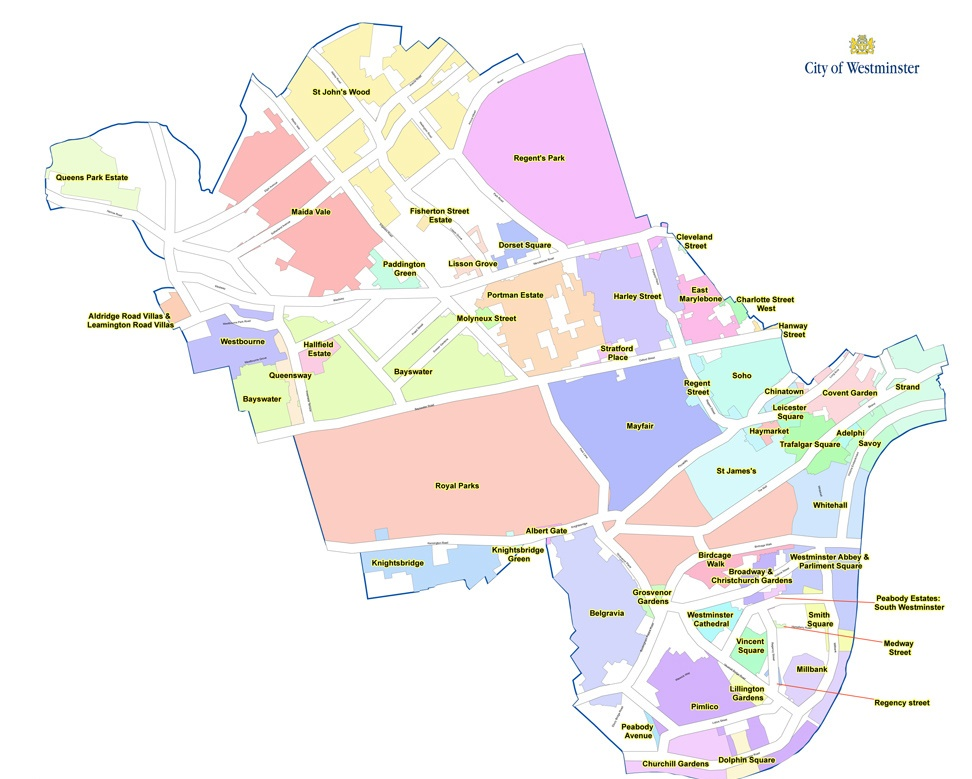 City of Westminster
St John's Wood
Regent's Park
Queens Park Estate
Maida Vale
Fisherton Street
Estate
Cleveland
Street
Dorset Square
Lisson Grove
Paddington
Green
Portman Estate
Harley Street
East
Marylebone
Charlotte Street
West
Aldridge Road Villas &
Leamington Road Villas
Molyneux Street
Hanway
Street
Westbourne
Hallfield
Estate
Stratford
Place
Queensway
Bayswater
Bayswater
Regent
Street
Soho
Chinatown
Covent Garden
Strand
Leicester
Square
Mayfair
Haymarket
Adelphi
Trafalgar Square
Savoy
St James's
Royal Parks
Whitehall
Albert Gate
Knightsbridge
Green
Knightsbridge
Birdcage
Walk
Westminster Abbey &
Parliment Square
Broadway &
Christchurch Gardens
Grosvenor
Gardens
Peabody Estates:
South Westminster
Belgravia
Westminster
Cathedral
Smith
Square
Vincent
Square
Medway
Street
Millbank
Lillington
Gardens
Regency street
Pimlico
Peabody
Avenue
Churchill Gardens
Dolphin Square